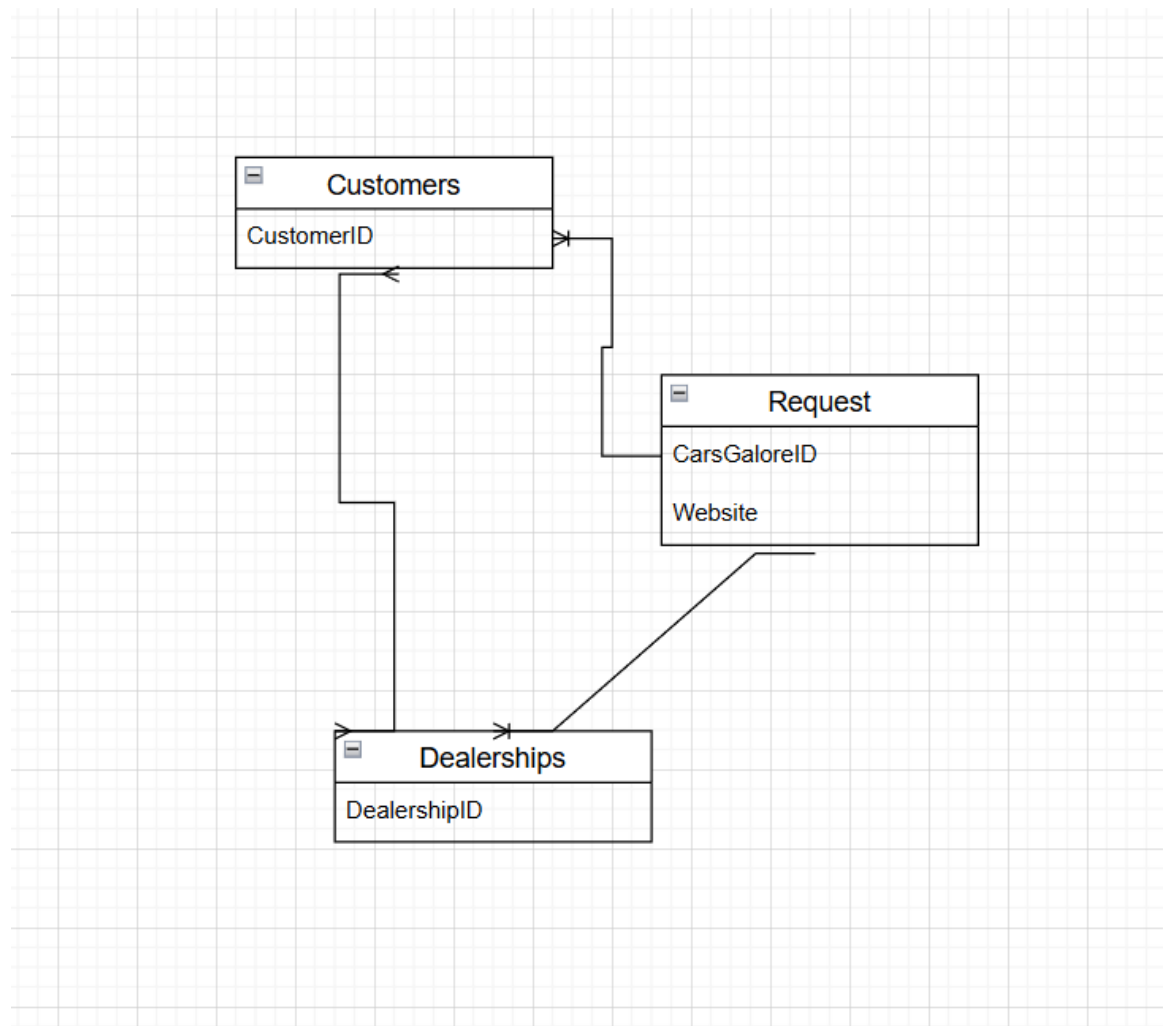 Customers
CustomerID
Request
CarsGaloreID
Website
Dealerships
DealershipID